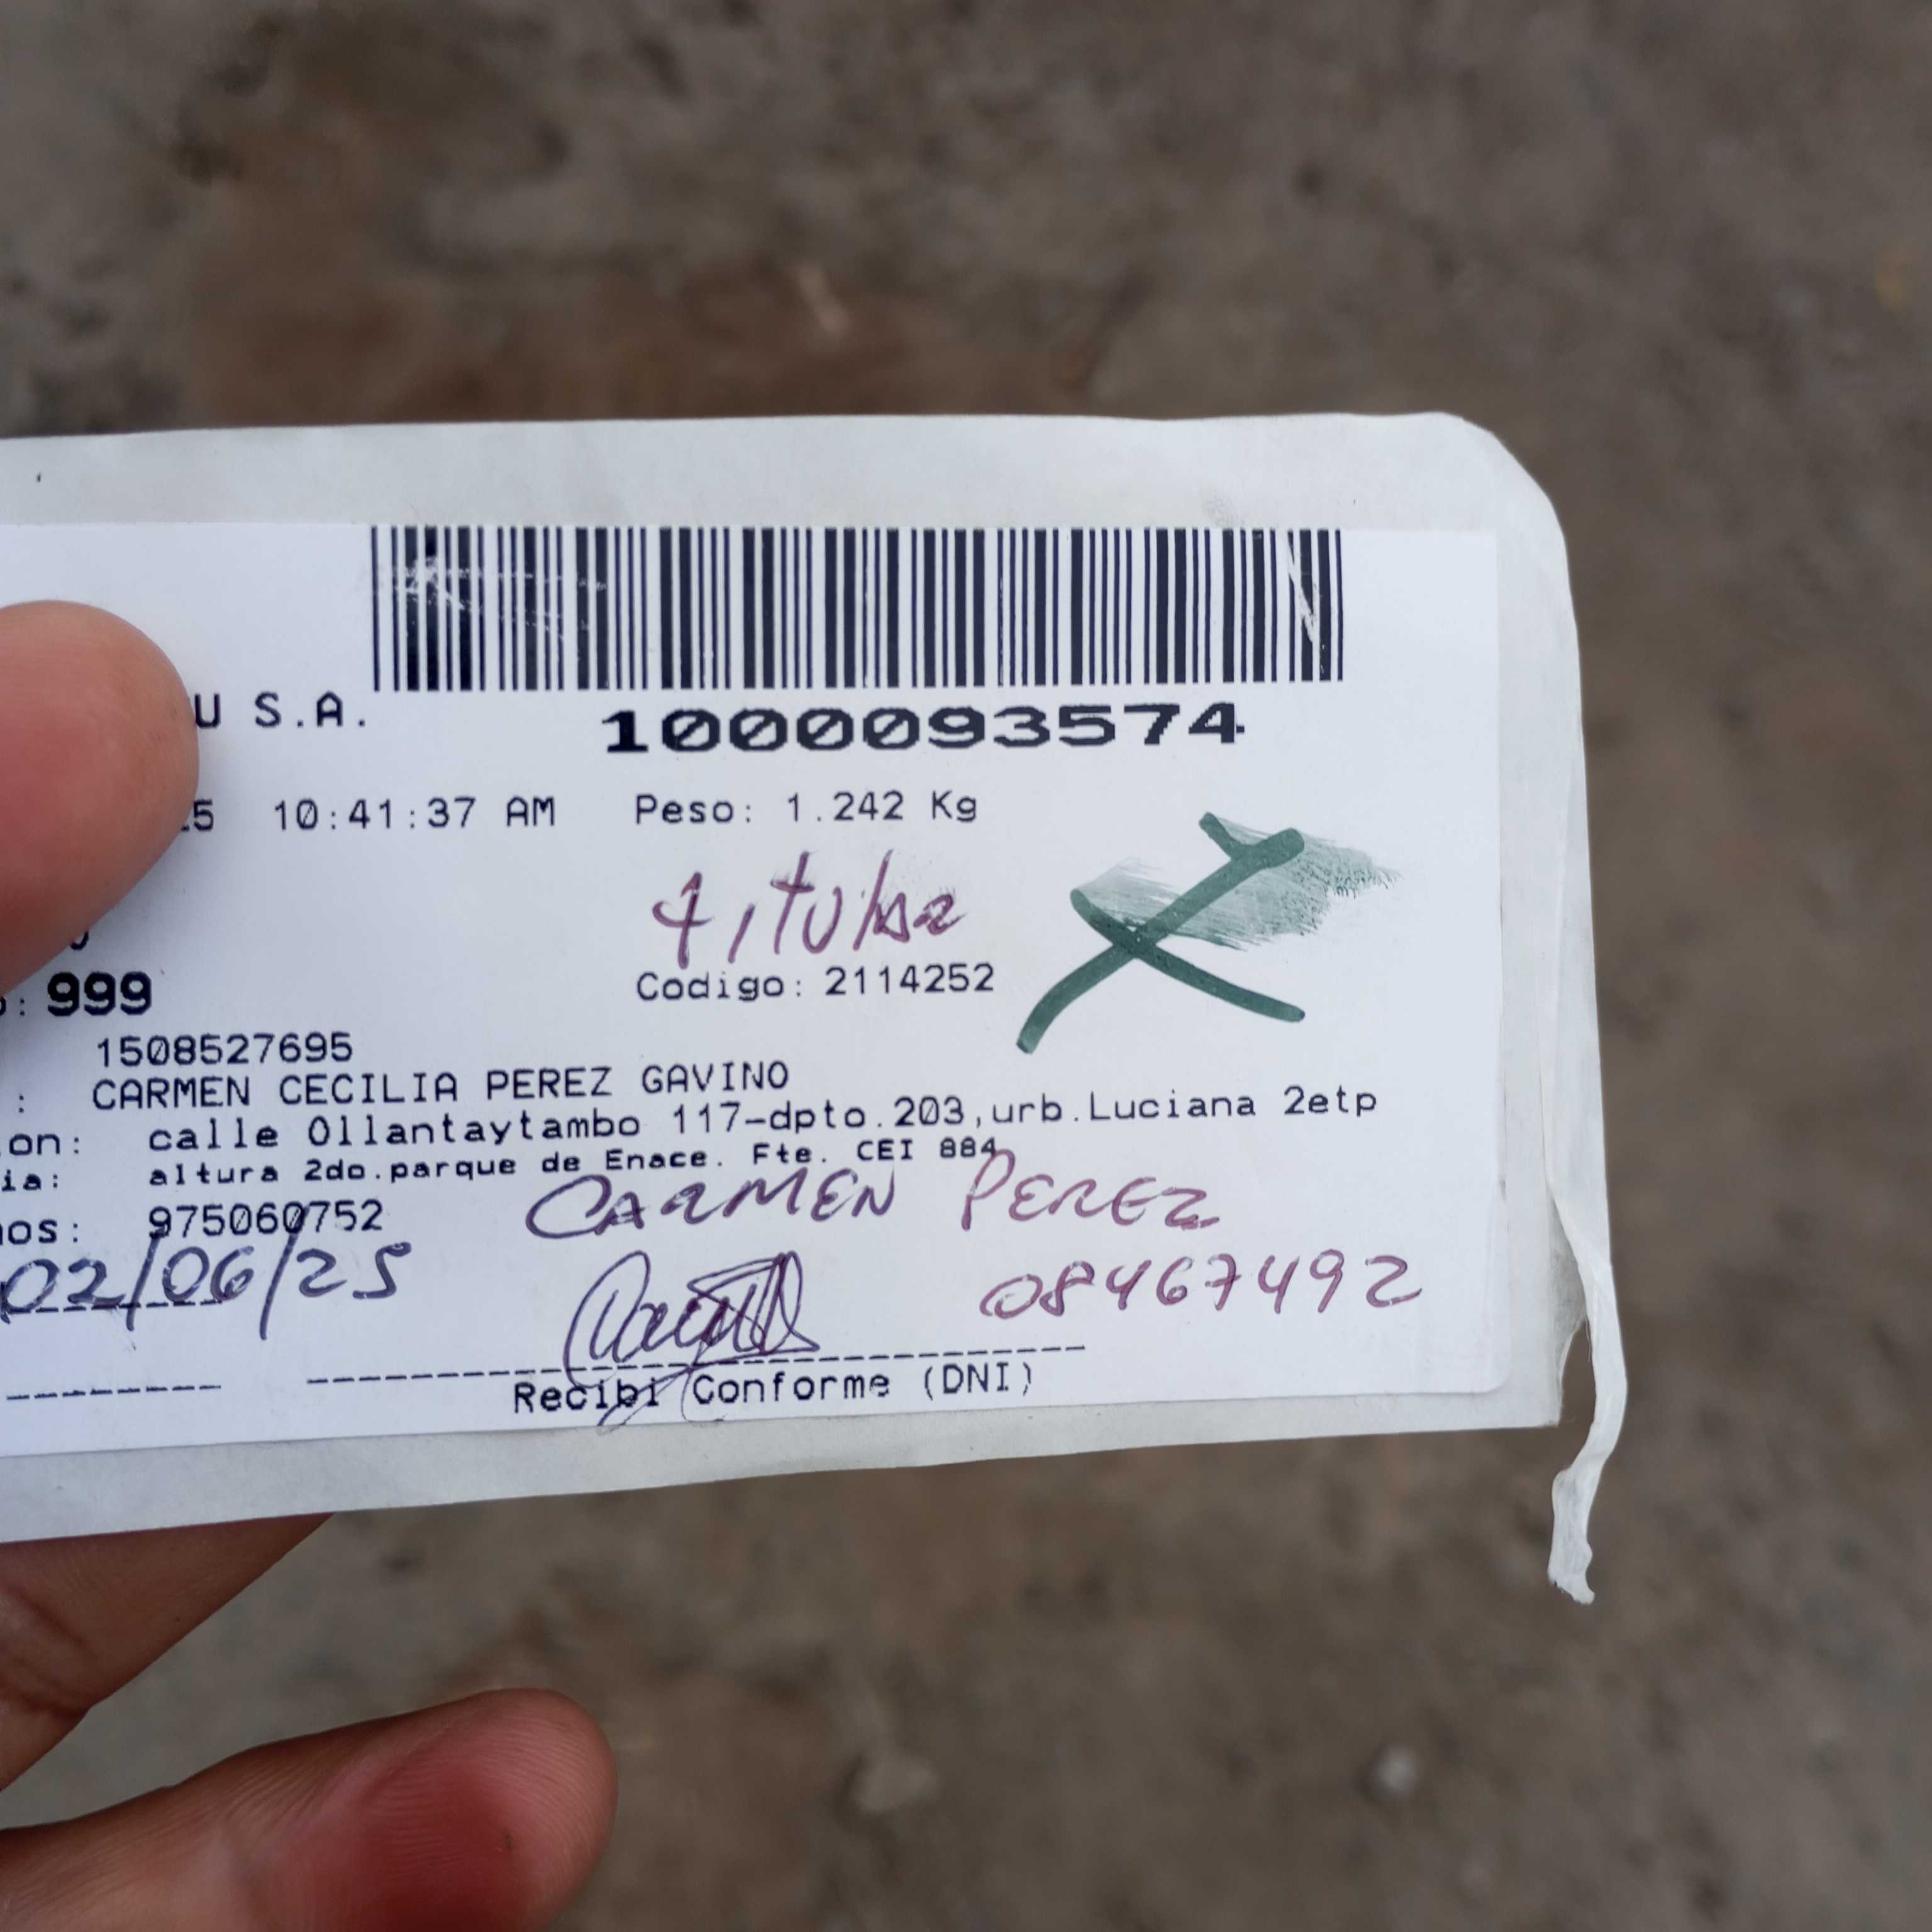 U S.A.
1000093574
5 10:41:37 AM Peso: 1.242 Kg
Titular
: 999
Codigo: 2114252
1508527695
: CARMEN CECILIA PEREZ GAVINO
on: calle Ollantaytambo 117-dpto.203,urb.Luciana 2etp
ia: altura 2do.parque de Enace. Fte. CEI 884
os: 975060752
CARMEN PEREZ
02/06/25
08467492
Recibi Conforme (DNI)